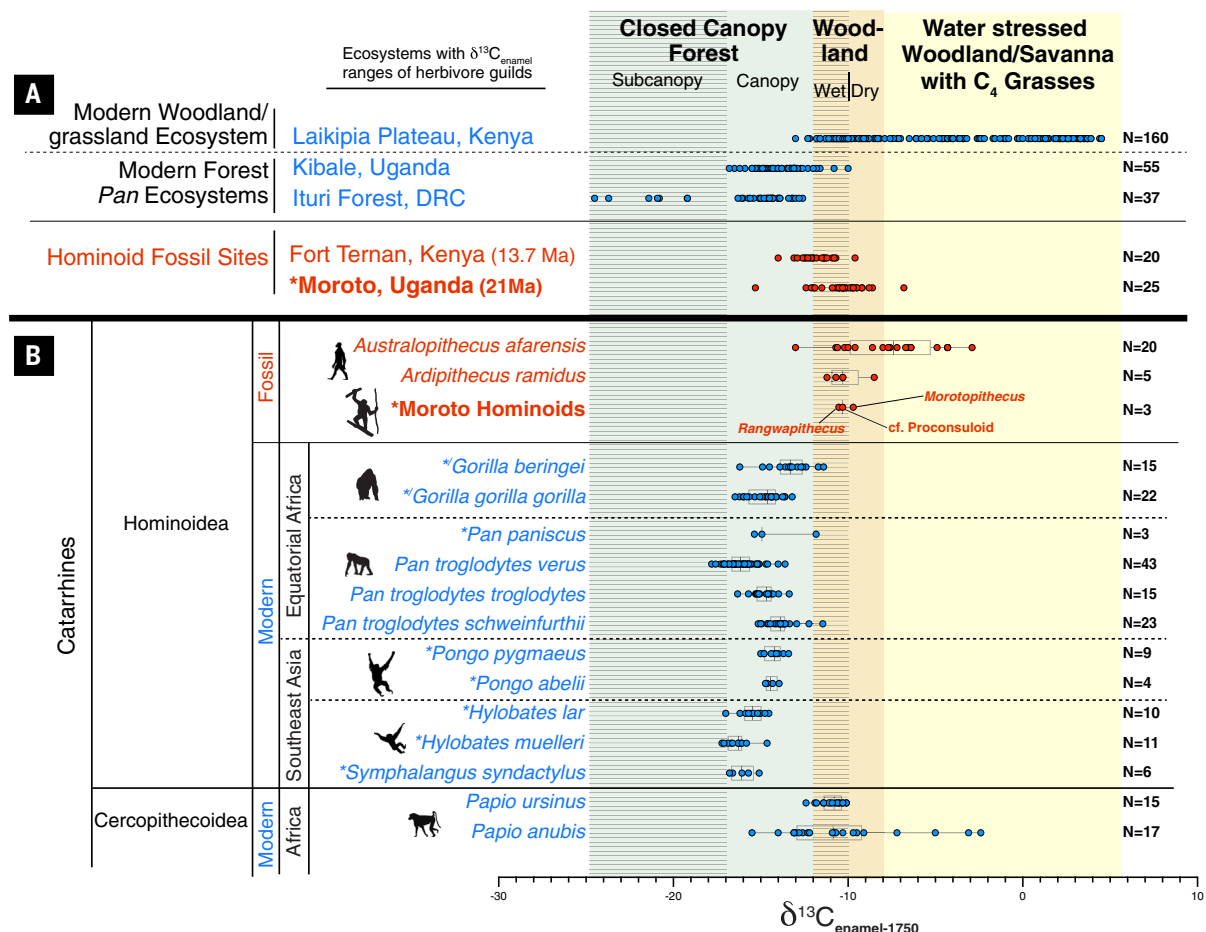 Closed Canopy Forest
Wood-land
Water stressed Woodland/Savanna with C4 Grasses
Ecosystems with δ13Cenamel
ranges of herbivore guilds
Subcanopy
Canopy
Wet Dry
A
Modern Woodland/
grassland Ecosystem
Laikipia Plateau, Kenya
N=160
Modern Forest
Pan Ecosystems
Kibale, Uganda
N=55
Ituri Forest, DRC
N=37
Hominoid Fossil Sites
Fort Ternan, Kenya (13.7 Ma)
N=20
*Moroto, Uganda (21Ma)
N=25
B
Catarrhines
Hominoidea
Fossil
Australopithecus afarensis
N=20
Ardipithecus ramidus
N=5
*Moroto Hominoids
N=3
Morotopithecus
Rangwapithecus
cf. Proconsuloid
Modern
Equatorial Africa
*/Gorilla beringei
N=15
*/Gorilla gorilla gorilla
N=22
*Pan paniscus
N=3
Pan troglodytes verus
N=43
Pan troglodytes troglodytes
N=15
Pan troglodytes schweinfurthii
N=23
Southeast Asia
*Pongo pygmaeus
N=9
*Pongo abelii
N=4
*Hylobates lar
N=10
*Hylobates muelleri
N=11
*Symphalangus syndactylus
N=6
Cercopithecoidea
Modern
Africa
Papio ursinus
N=15
Papio anubis
N=17
-30
-20
-10
0
10
δ13Cenamel-1750